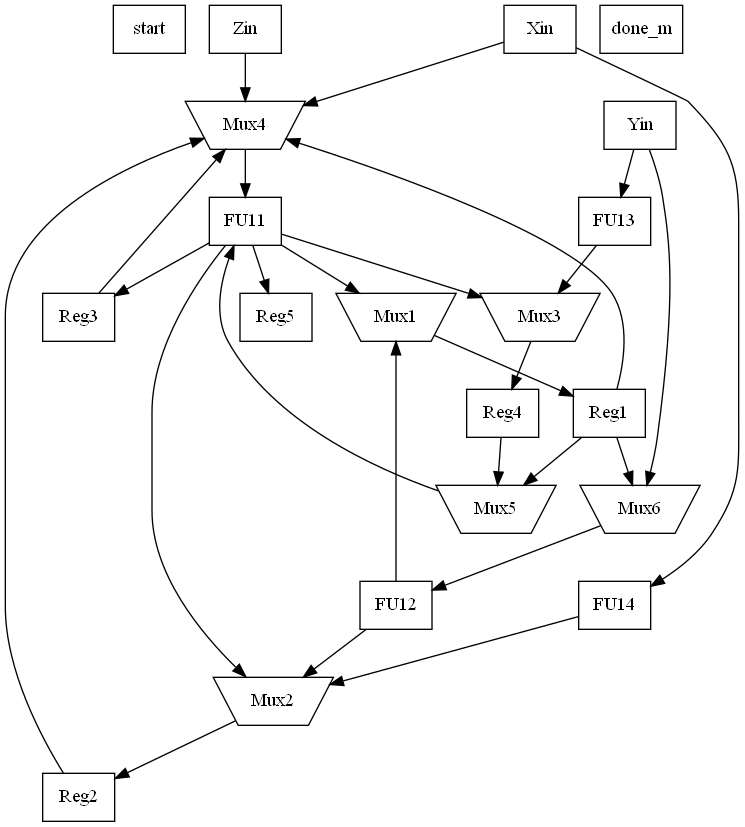 start
Zin
Xin
done_m
Mux4
Yin
FU11
FU13
Reg3
Reg5
Mux1
Mux3
Reg4
Reg1
Mux5
Mux6
FU12
FU14
Mux2
Reg2